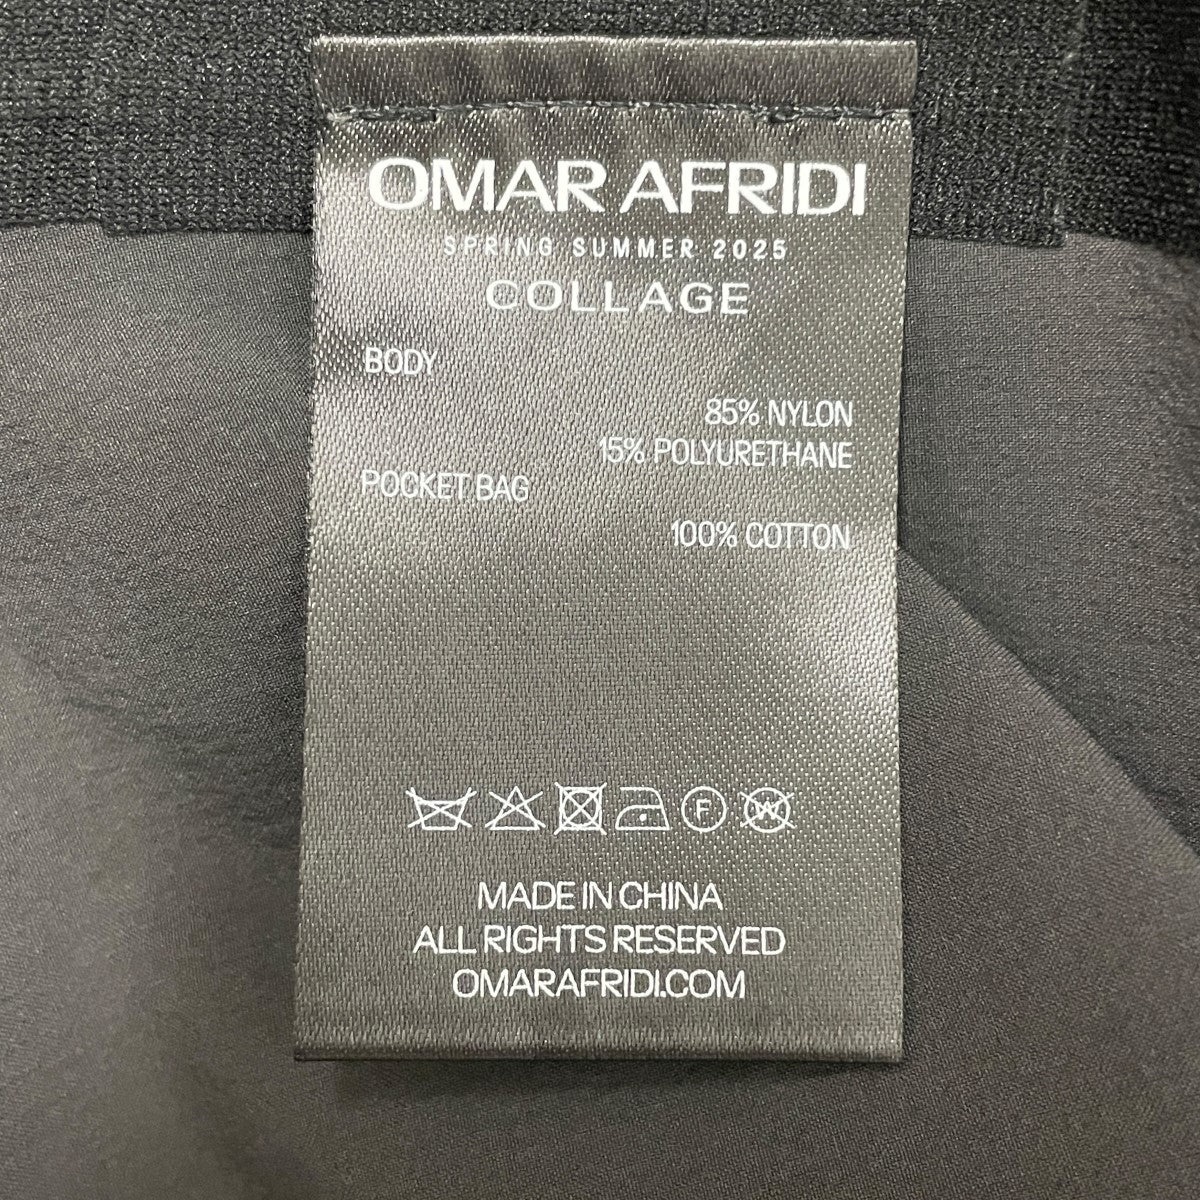 OMAR AFRIDI
SPRING SUMMER 2025
COLLAGE
BODY
85% NYLON
15% POLYURETHANE
POCKET BAG
100% COTTON
F W
MADE IN CHINA
ALL RIGHTS RESERVED
OMARAFRIDI.COM